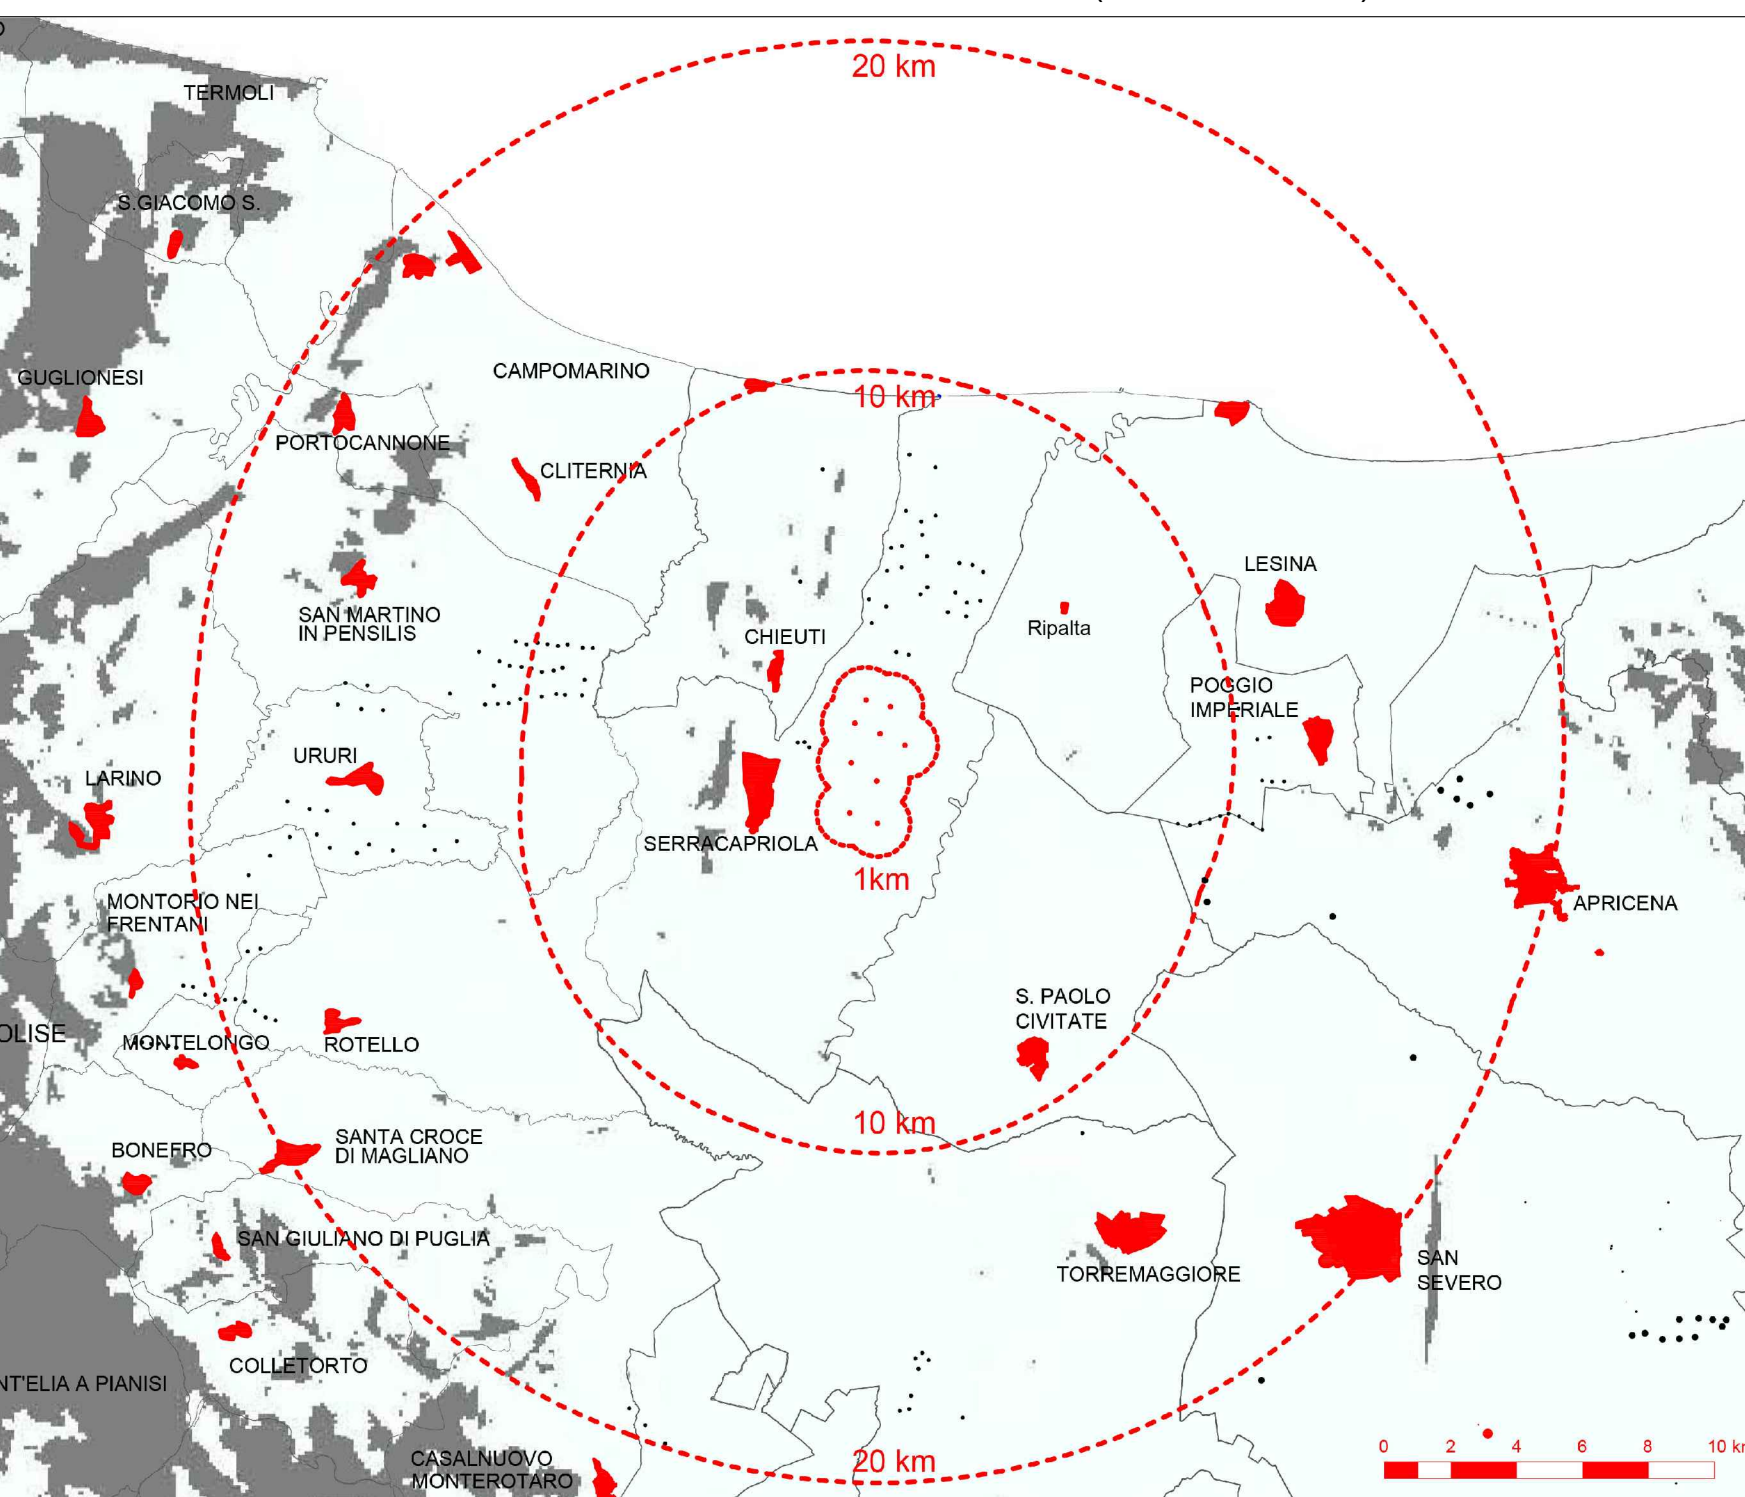 20 km
TERMOLI
S.GIACOMO S.
GUGLIONESI
CAMPOMARINO
10 km
PORTOCANNONE
CLITERNIA
LESINA
SAN MARTINO
IN PENSILIS
CHIEUTI
Ripalta
POGGIO
IMPERIALE
URURI
LARINO
SERRACAPRIOLA
1km
MONTORIO NEI
FRENTANI
APRICENA
S. PAOLO
CIVITATE
OLISE
MONTELONGO
ROTELLO
10 km
SANTA CROCE
DI MAGLIANO
BONEFRO
SAN GIULIANO DI PUGLIA
TORREMAGGIORE
SAN
SEVERO
COLLETORTO
NT'ELIA A PIANISI
CASALNUOVO
MONTEROTARO
20 km
0 2 4 6 8 10 km